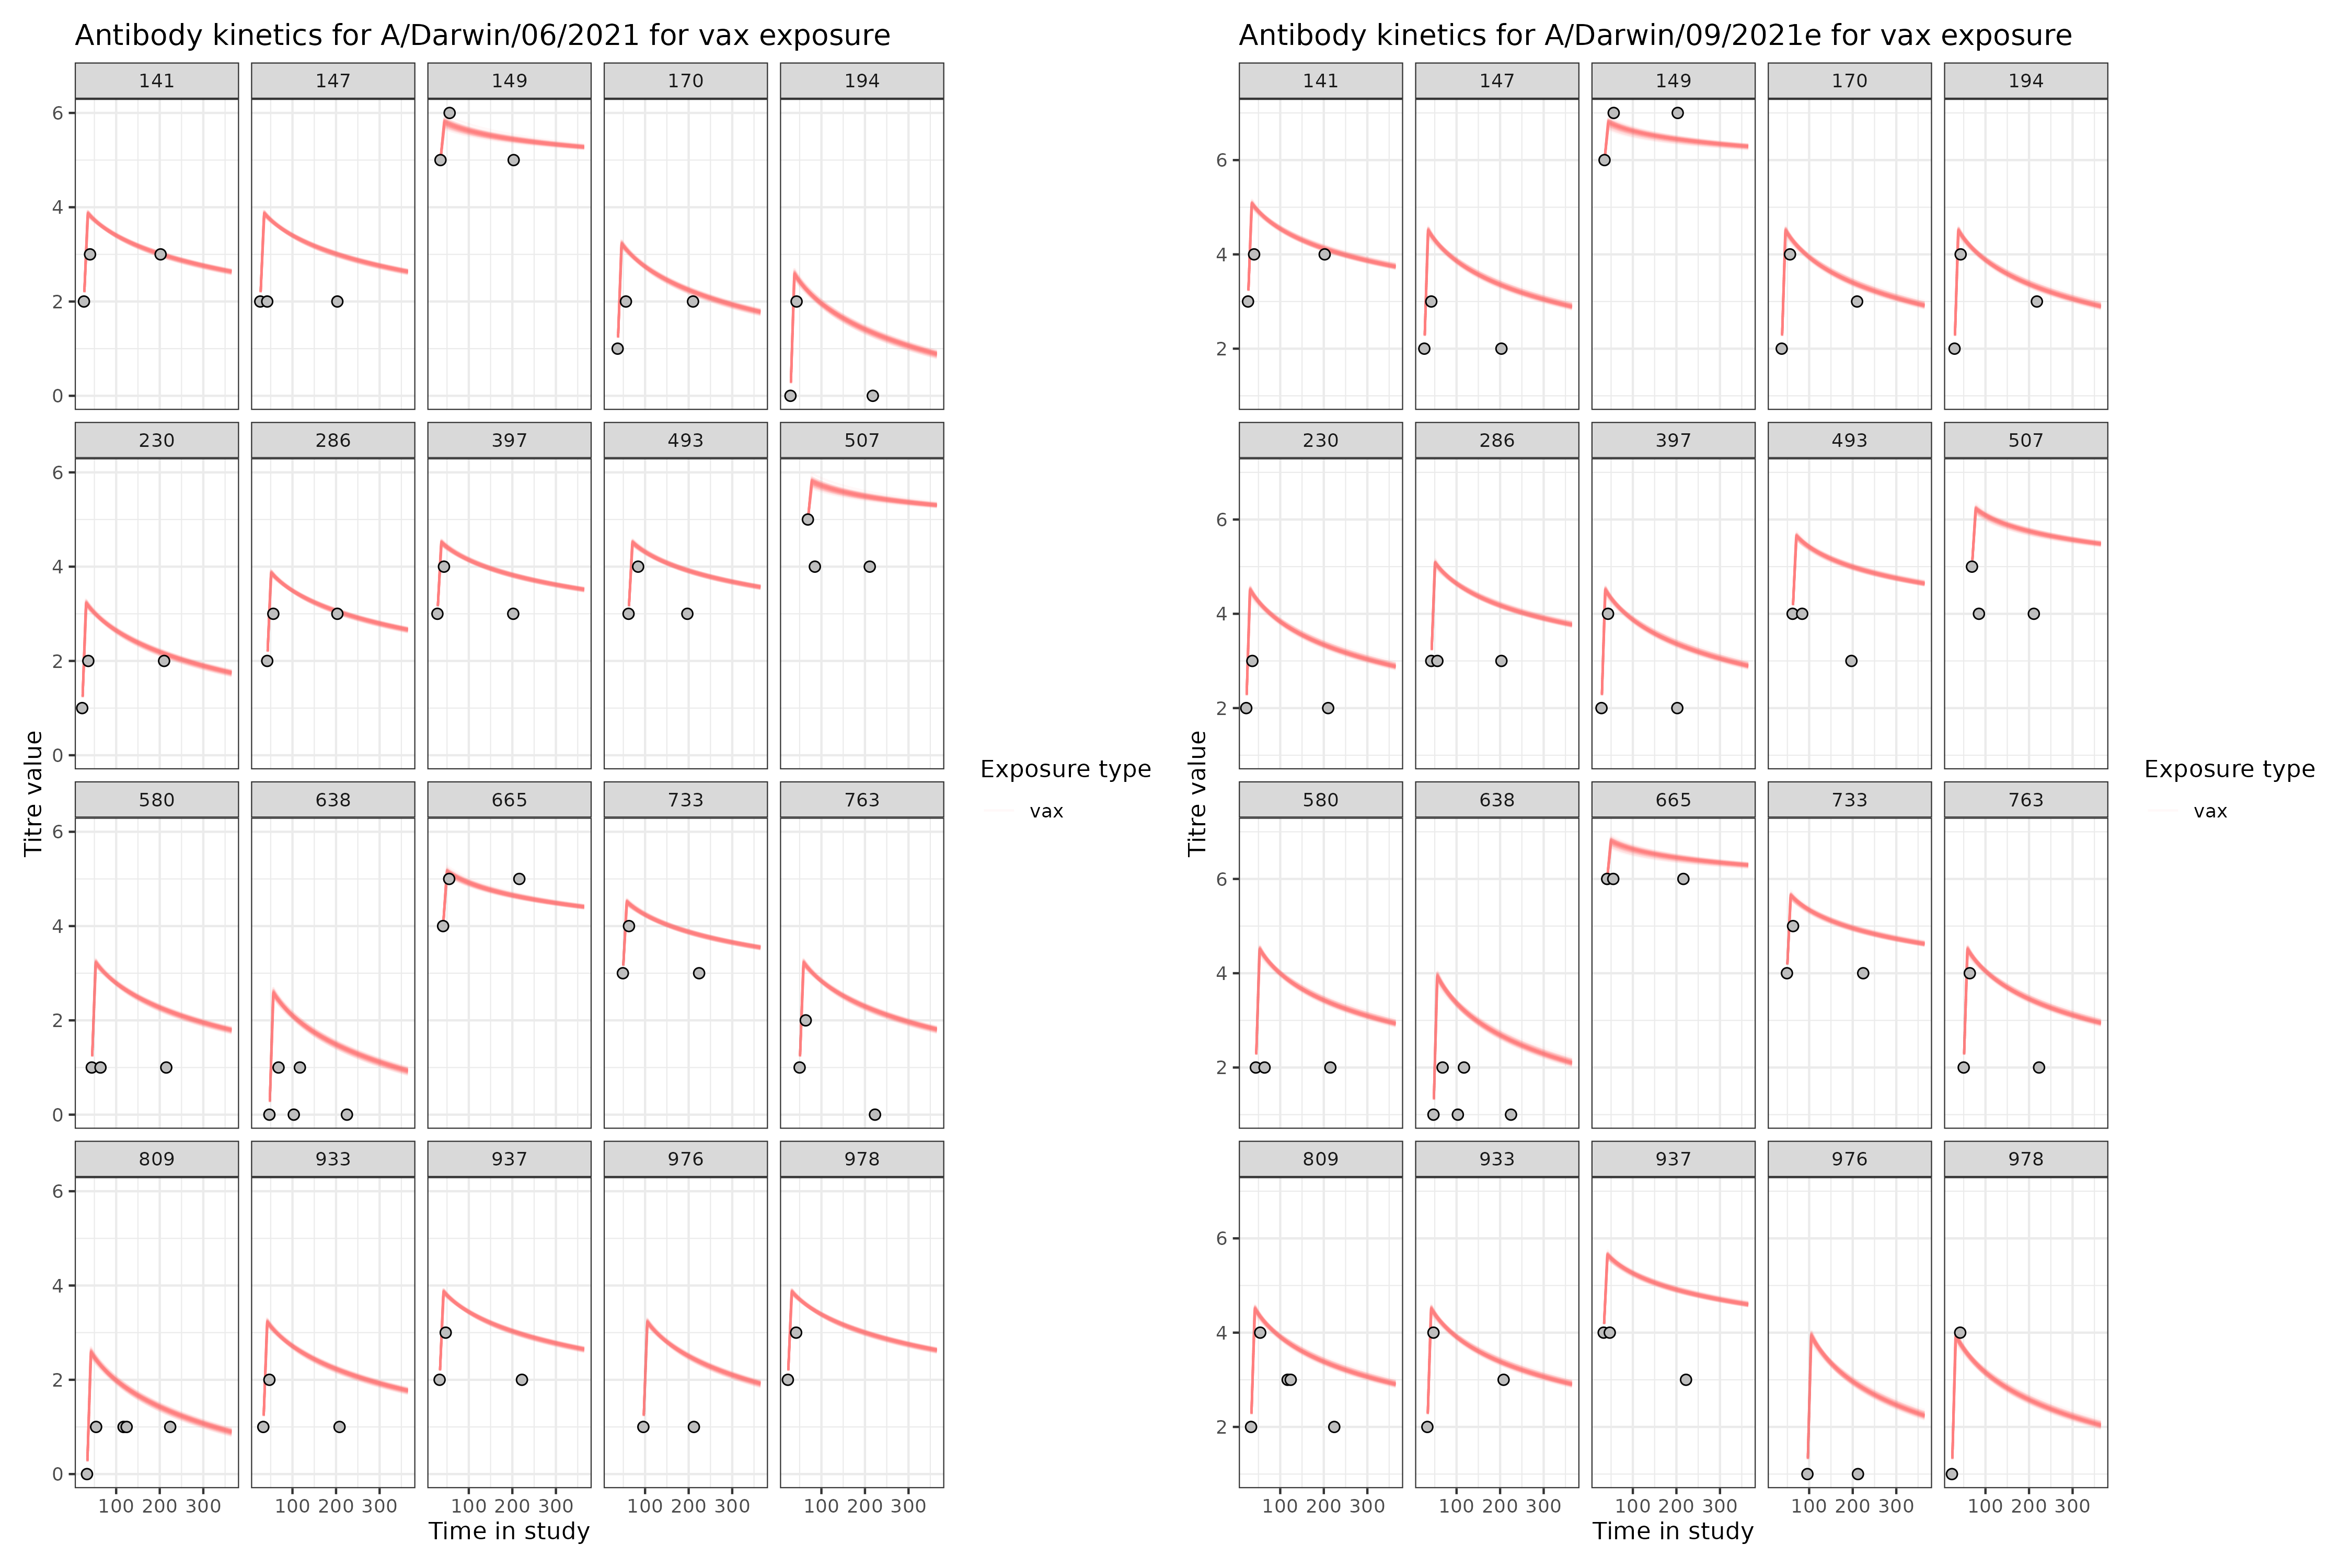 Antibody kinetics for A/Darwin/06/2021 for vax exposure
141 147 149 170 194
6
4
2
0
230 286 397 493 507
6
4
2
0
580 638 665 733 763
6
4
2
0
809 933 937 976 978
6
4
2
0
100 200 300 100 200 300 100 200 300 100 200 300 100 200 300
Time in study
Titre value
Exposure type
vax
Antibody kinetics for A/Darwin/09/2021e for vax exposure
141 147 149 170 194
6
4
2
230 286 397 493 507
6
4
2
580 638 665 733 763
6
4
2
809 933 937 976 978
6
4
2
100 200 300 100 200 300 100 200 300 100 200 300 100 200 300
Time in study
Titre value
Exposure type
vax